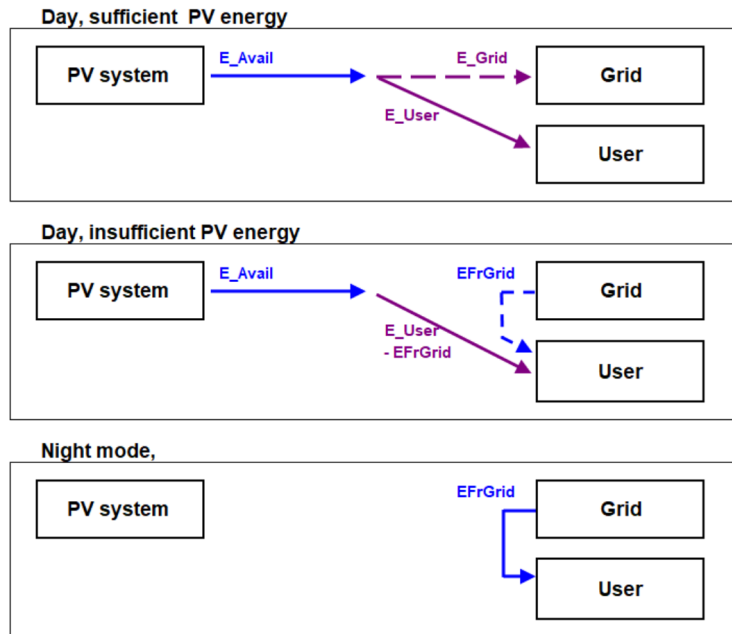 Day, sufficient PV energy
PV system
E_Avail
E_Grid
Grid
E_User
User
Day, insufficient PV energy
PV system
E_Avail
EFrGrid
Grid
E_User
- EFrGrid
User
Night mode,
PV system
EFrGrid
Grid
User